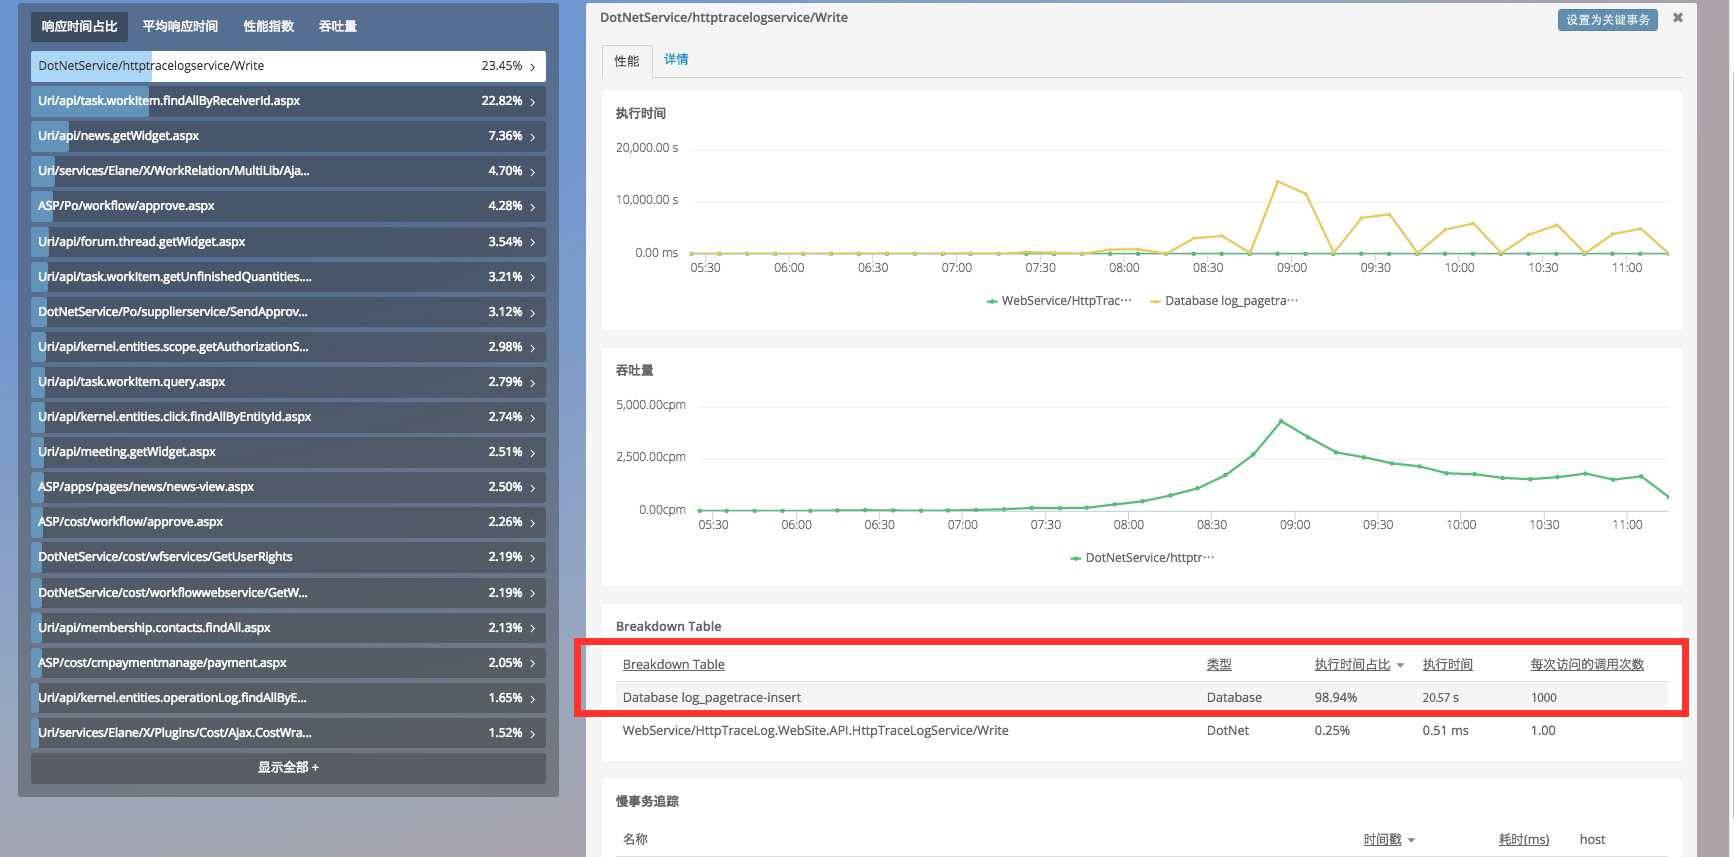 响应时间占比 平均响应时间 性能指数 吞吐量
DotNetService/httptracelogservice/Write 23.45%
Url/api/task.workItem.findAllByReceiverId.aspx 22.82%
Url/api/news.getWidget.aspx 7.36%
Url/services/Elane/X/WorkRelation/MultiLib/Aja... 4.70%
ASP/Po/workflow/approve.aspx 4.28%
Url/api/forum.thread.getWidget.aspx 3.54%
Url/api/task.workItem.getUnfinishedQuantities.... 3.21%
DotNetService/Po/supplierservice/SendApprov... 3.12%
Url/api/kernel.entities.scope.getAuthorizationS... 2.98%
Url/api/task.workItem.query.aspx 2.79%
Url/api/kernel.entities.click.findAllByEntityId.aspx 2.74%
Url/api/meeting.getWidget.aspx 2.51%
ASP/apps/pages/news/news-view.aspx 2.50%
ASP/cost/workflow/approve.aspx 2.26%
DotNetService/cost/wfservices/GetUserRights 2.19%
DotNetService/cost/workflowwebservice/GetW... 2.19%
Url/api/membership.contacts.findAll.aspx 2.13%
ASP/cost/cmpaymentmanage/payment.aspx 2.05%
Url/api/kernel.entities.operationLog.findAllByE... 1.65%
Url/services/Elane/X/Plugins/Cost/Ajax.CostWra... 1.52%
显示全部 +
DotNetService/httptracelogservice/Write 设置为关键事务 ✖
性能 详情
执行时间
20,000.00 s
10,000.00 s
0.00 ms
05:30 06:00 06:30 07:00 07:30 08:00 08:30 09:00 09:30 10:00 10:30 11:00
WebService/HttpTrac··· Database log_pagetra···
吞吐量
5,000.00cpm
2,500.00cpm
0.00cpm
05:30 06:00 06:30 07:00 07:30 08:00 08:30 09:00 09:30 10:00 10:30 11:00
DotNetService/httptr···
Breakdown Table
Breakdown Table 类型 执行时间占比 执行时间 每次访问的调用次数
Database log_pagetrace-insert Database 98.94% 20.57 s 1000
WebService/HttpTraceLog.WebSite.API.HttpTraceLogService/Write DotNet 0.25% 0.51 ms 1.00
慢事务追踪
名称 时间戳 耗时(ms) host